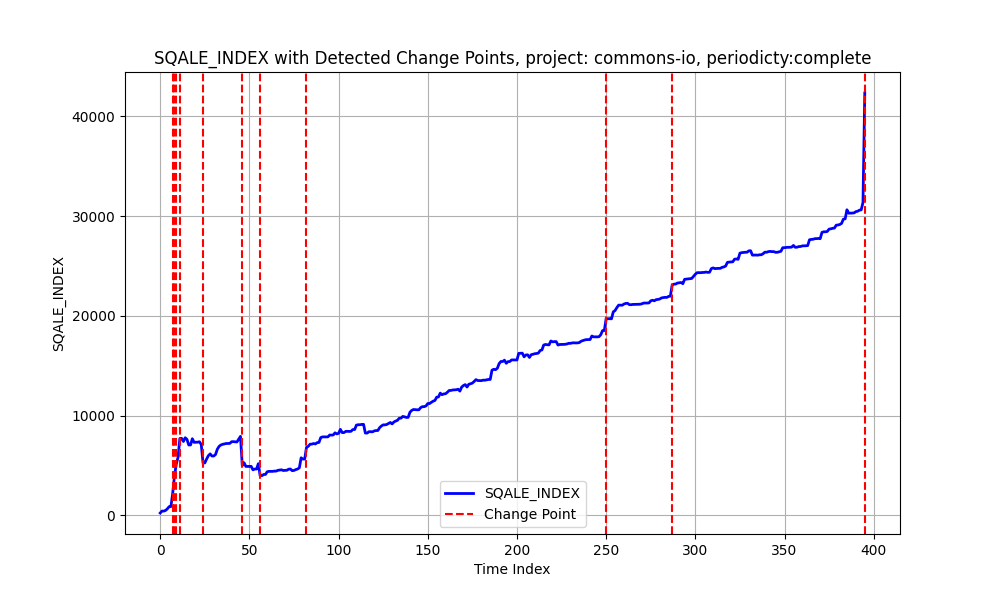 SQALE_INDEX with Detected Change Points, project: commons-io, periodicty:complete
SQALE_INDEX
40000
30000
20000
10000
0
SQALE_INDEX
Change Point
0 50 100 150 200 250 300 350 400
Time Index